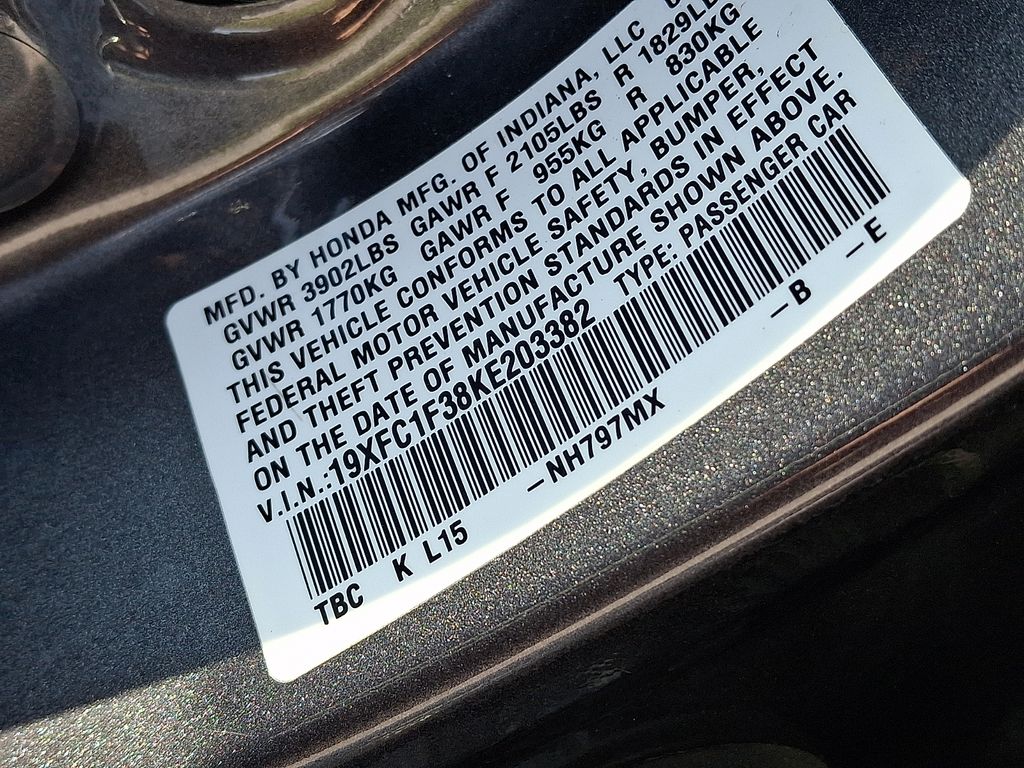 MFD. BY HONDA MFG. OF INDIANA, LLC
GVWR 3902LBS GAWR F 2105LBS R 1829LB
GVWR 1770KG GAWR F 955KG R 830KG
THIS VEHICLE CONFORMS TO ALL APPLICABLE
FEDERAL MOTOR VEHICLE SAFETY, BUMPER,
AND THEFT PREVENTION STANDARDS IN EFFECT
ON THE DATE OF MANUFACTURE SHOWN ABOVE.
V.I.N.:19XFC1F38KE203382 TYPE: PASSENGER CAR
TBC K L15 –NH797MX –B –E